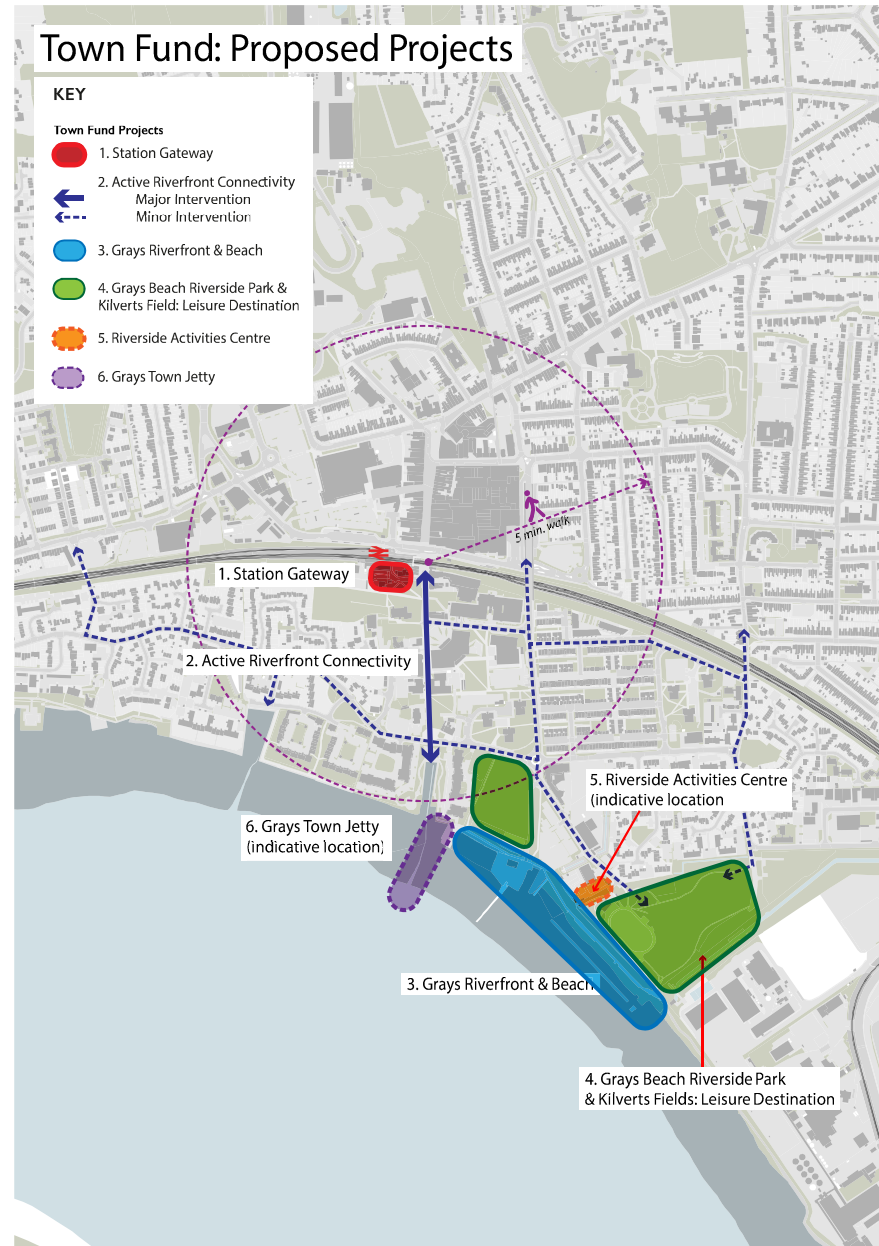 Town Fund: Proposed Projects
KEY
Town Fund Projects
1. Station Gateway
2. Active Riverfront Connectivity
Major Intervention
Minor Intervention
3. Grays Riverfront & Beach
4. Grays Beach Riverside Park &
Kilverts Field: Leisure Destination
5. Riverside Activities Centre
6. Grays Town Jetty
5 min. walk
1. Station Gateway
2. Active Riverfront Connectivity
5. Riverside Activities Centre
(indicative location
6. Grays Town Jetty
(indicative location)
3. Grays Riverfront & Beach
4. Grays Beach Riverside Park
& Kilverts Fields: Leisure Destination